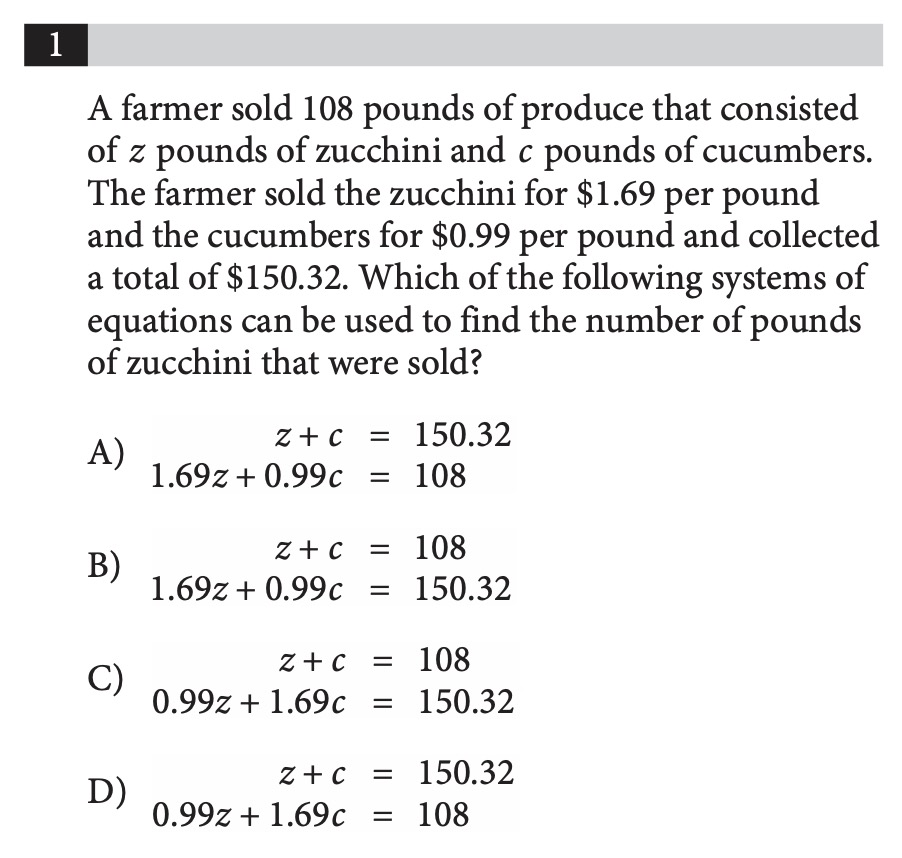 1
A farmer sold 108 pounds of produce that consisted
of z pounds of zucchini and c pounds of cucumbers.
The farmer sold the zucchini for $1.69 per pound
and the cucumbers for $0.99 per pound and collected
a total of $150.32. Which of the following systems of
equations can be used to find the number of pounds
of zucchini that were sold?
A)
z + c = 150.32
1.69z + 0.99c = 108
B)
z + c = 108
1.69z + 0.99c = 150.32
C)
z + c = 108
0.99z + 1.69c = 150.32
D)
z + c = 150.32
0.99z + 1.69c = 108